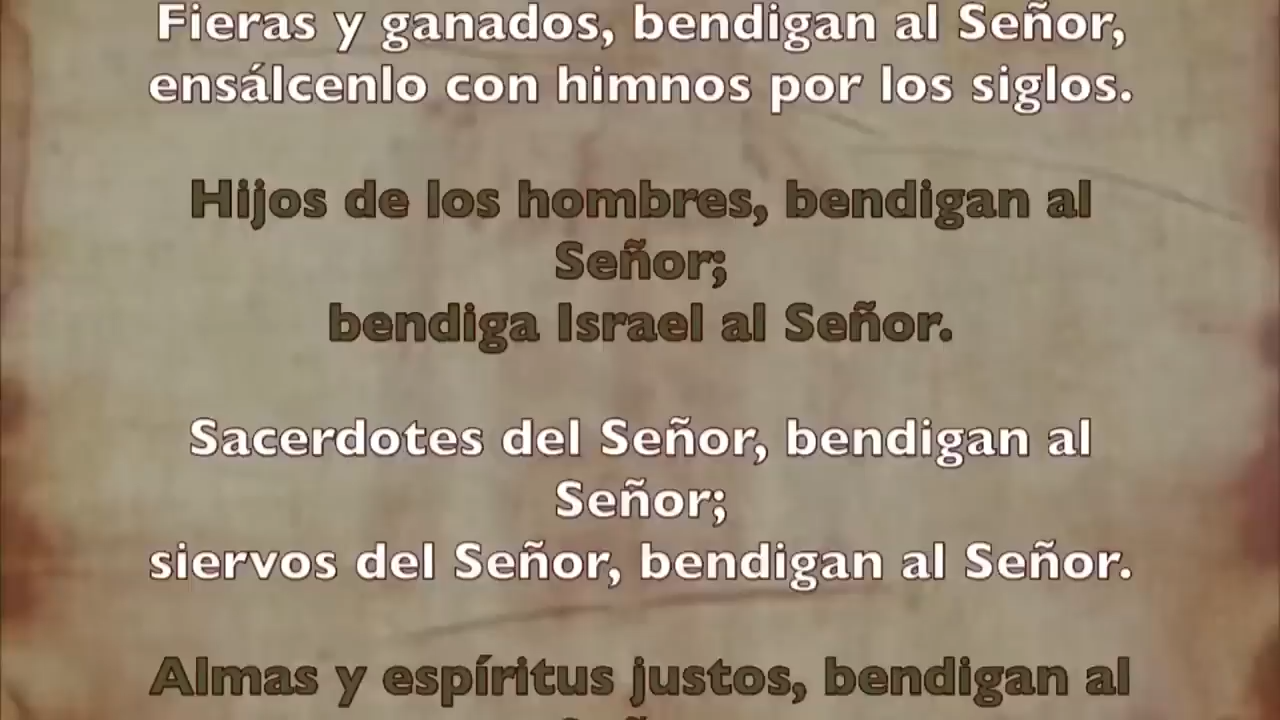 Fieras y ganados, bendigan al Señor,
ensálcenlo con himnos por los siglos.
Hijos de los hombres, bendigan al
Señor;
bendiga Israel al Señor.
Sacerdotes del Señor, bendigan al
Señor;
siervos del Señor, bendigan al Señor.
Almas y espíritus justos, bendigan al